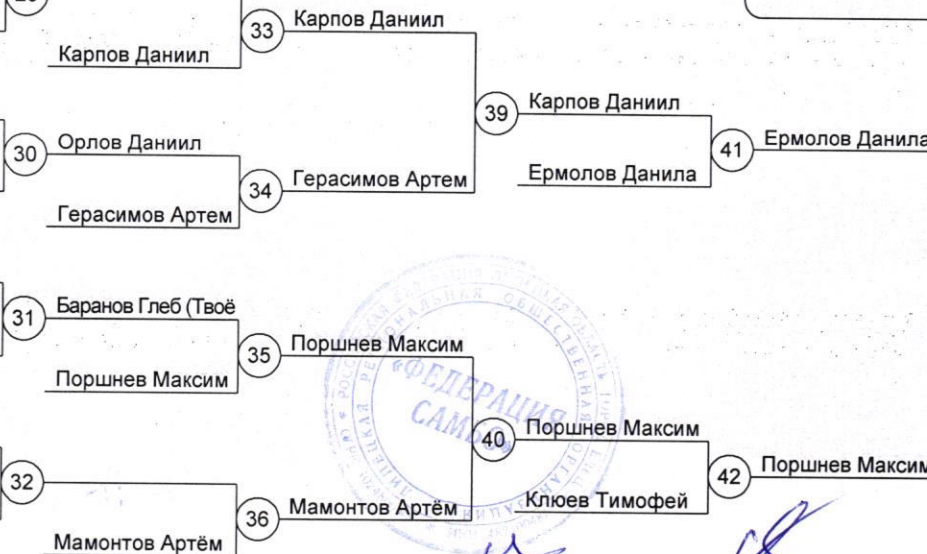 33
Карпов Даниил
Карпов Даниил
39
Карпов Даниил
30
Орлов Даниил
41
Ермолов Данила
34
Герасимов Артем
Ермолов Данила
Герасимов Артем
31
Баранов Глеб (Твоё
35
Поршнев Максим
Поршнев Максим
«ФЕДЕРАЦИЯ
САМБО»
40
Поршнев Максим
32
42
Поршнев Максим
36
Мамонтов Артём
Клюев Тимофей
Мамонтов Артём